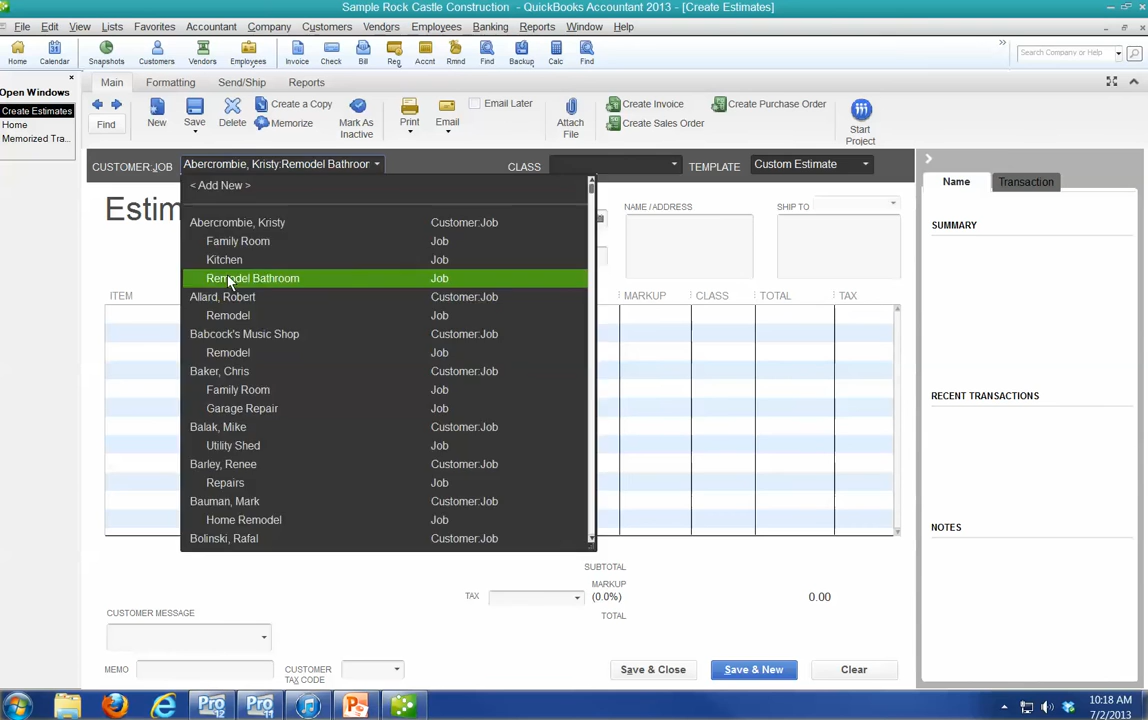 Sample Rock Castle Construction - QuickBooks Accountant 2013 - [Create Estimates]
File Edit View Lists Favorites Accountant Company Customers Vendors Employees Banking Reports Window Help
Home Calendar Snapshots Customers Vendors Employees Invoice Check Bill Reg Accnt Rmnd Find Backup Calc Find
Search Company or Help
Open Windows
Create Estimates
Home
Memorized Tra...
Main Formatting Send/Ship Reports
Find New Save Delete Create a Copy Memorize Mark As Inactive Print Email Email Later Attach File Create Invoice Create Sales Order Create Purchase Order Start Project
CUSTOMER:JOB Abercrombie, Kristy:Remodel Bathroor CLASS TEMPLATE Custom Estimate
Name Transaction
< Add New >
Abercrombie, Kristy Customer:Job
Family Room Job
Kitchen Job
Remodel Bathroom Job
Allard, Robert Customer:Job
Remodel Job
Babcock's Music Shop Customer:Job
Remodel Job
Baker, Chris Customer:Job
Family Room Job
Garage Repair Job
Balak, Mike Customer:Job
Utility Shed Job
Barley, Renee Customer:Job
Repairs Job
Bauman, Mark Customer:Job
Home Remodel Job
Bolinski, Rafal Customer:Job
Estim
NAME / ADDRESS SHIP TO
ITEM MARKUP CLASS TOTAL TAX
SUMMARY
RECENT TRANSACTIONS
NOTES
SUBTOTAL
MARKUP
TAX (0.0%) 0.00
TOTAL
CUSTOMER MESSAGE
MEMO CUSTOMER TAX CODE
Save & Close Save & New Clear
Pro 12 Pro 11
10:18 AM
7/2/2013